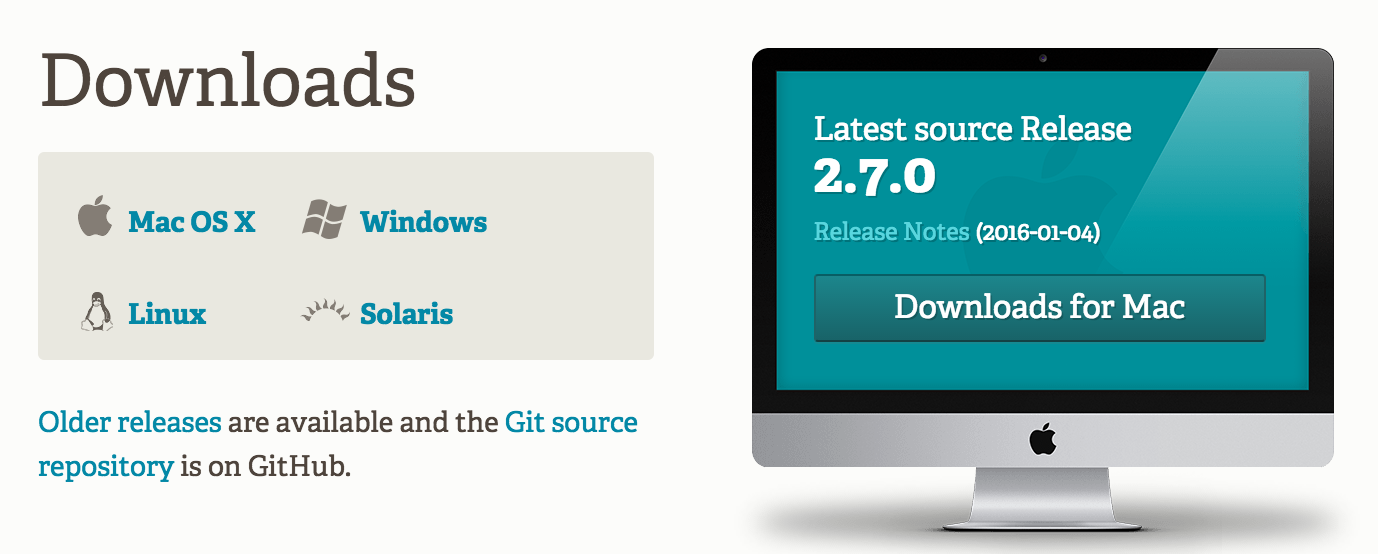 Downloads
Mac OS X
Windows
Linux
Solaris
Older releases are available and the Git source
repository is on GitHub.
Latest source Release
2.7.0
Release Notes (2016-01-04)
Downloads for Mac